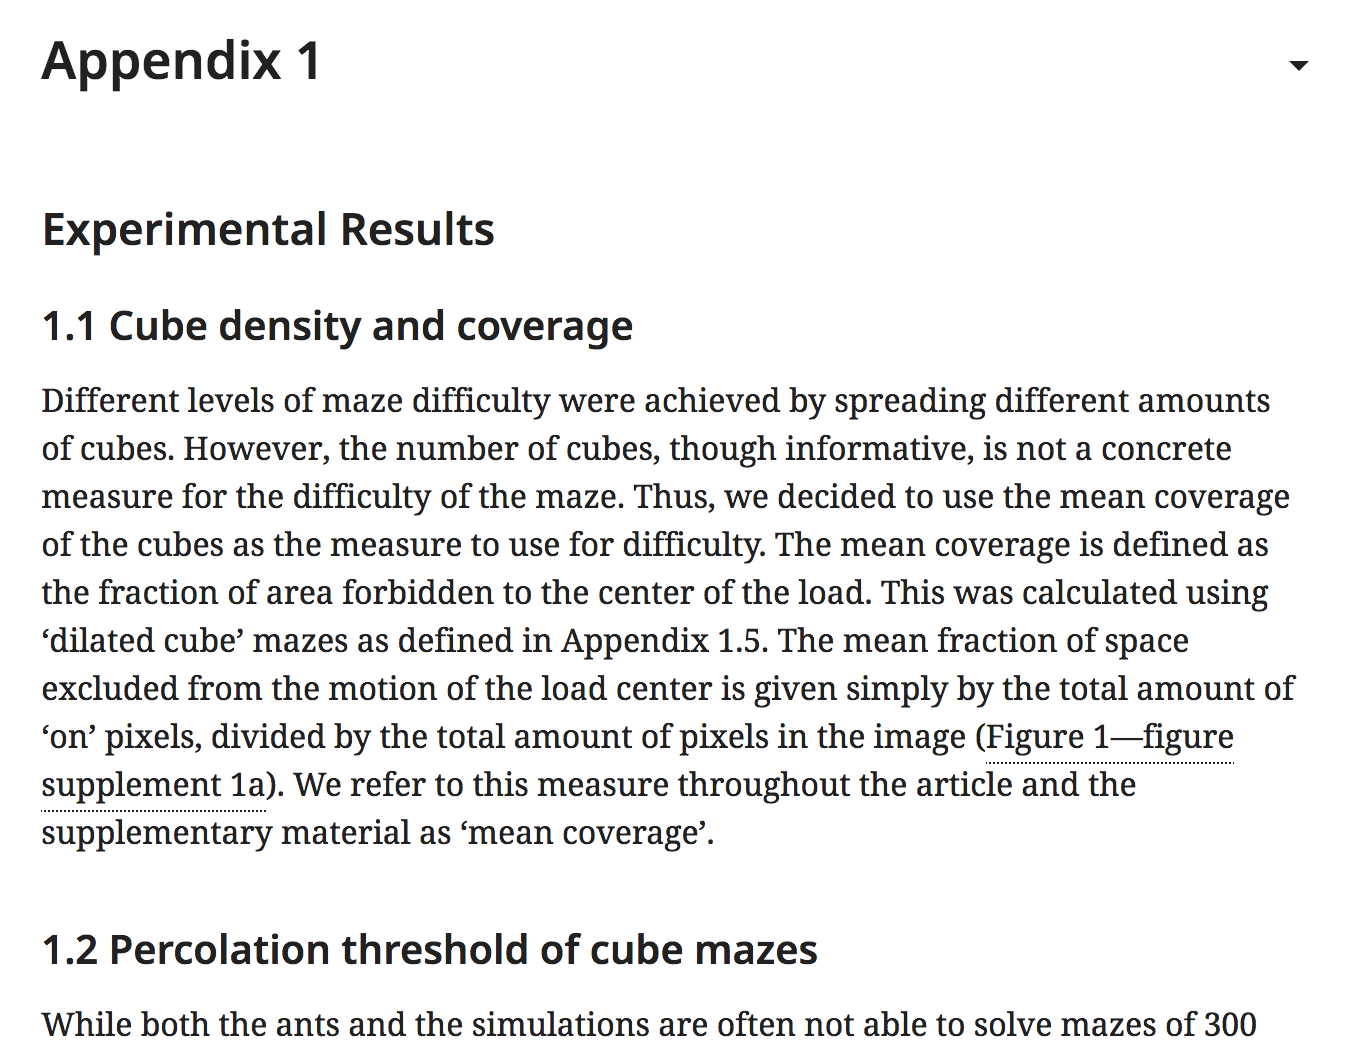 Appendix 1
Experimental Results
1.1 Cube density and coverage
Different levels of maze difficulty were achieved by spreading different amounts
of cubes. However, the number of cubes, though informative, is not a concrete
measure for the difficulty of the maze. Thus, we decided to use the mean coverage
of the cubes as the measure to use for difficulty. The mean coverage is defined as
the fraction of area forbidden to the center of the load. This was calculated using
‘dilated cube’ mazes as defined in Appendix 1.5. The mean fraction of space
excluded from the motion of the load center is given simply by the total amount of
‘on’ pixels, divided by the total amount of pixels in the image (Figure 1—figure
supplement 1a). We refer to this measure throughout the article and the
supplementary material as ‘mean coverage’.
1.2 Percolation threshold of cube mazes
While both the ants and the simulations are often not able to solve mazes of 300